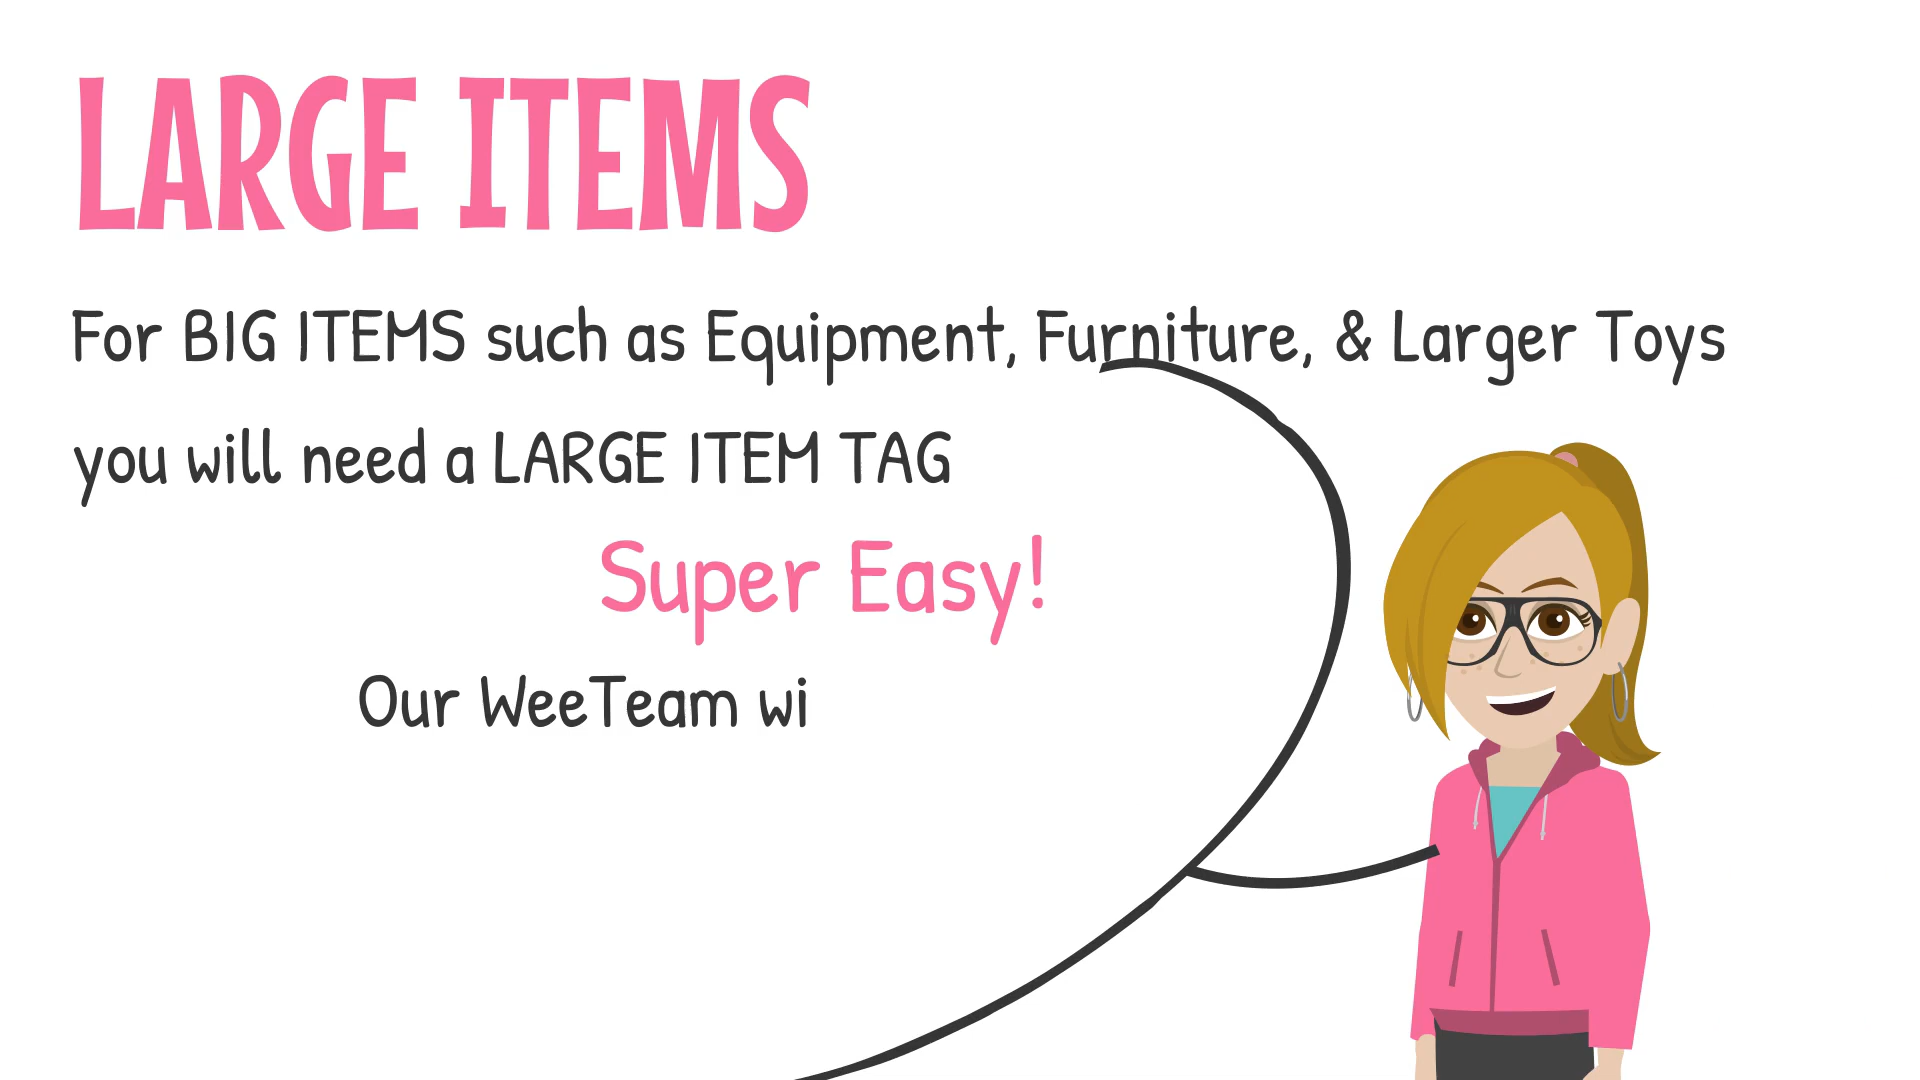 LARGE ITEMS
For BIG ITEMS such as Equipment, Furniture, & Larger Toys
you will need a LARGE ITEM TAG
Super Easy!
Our WeeTeam wi